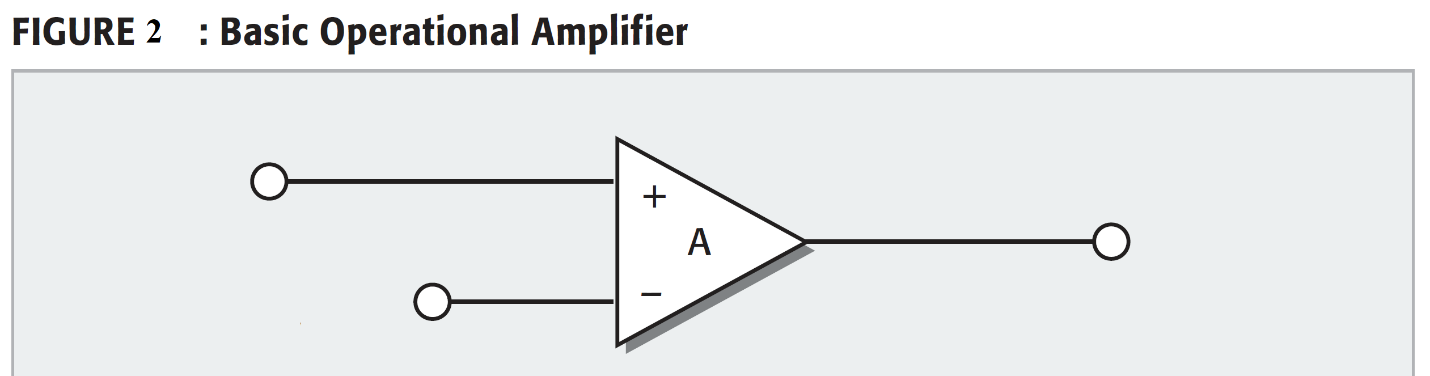 FIGURE 2 : Basic Operational Amplifier
+
A
−